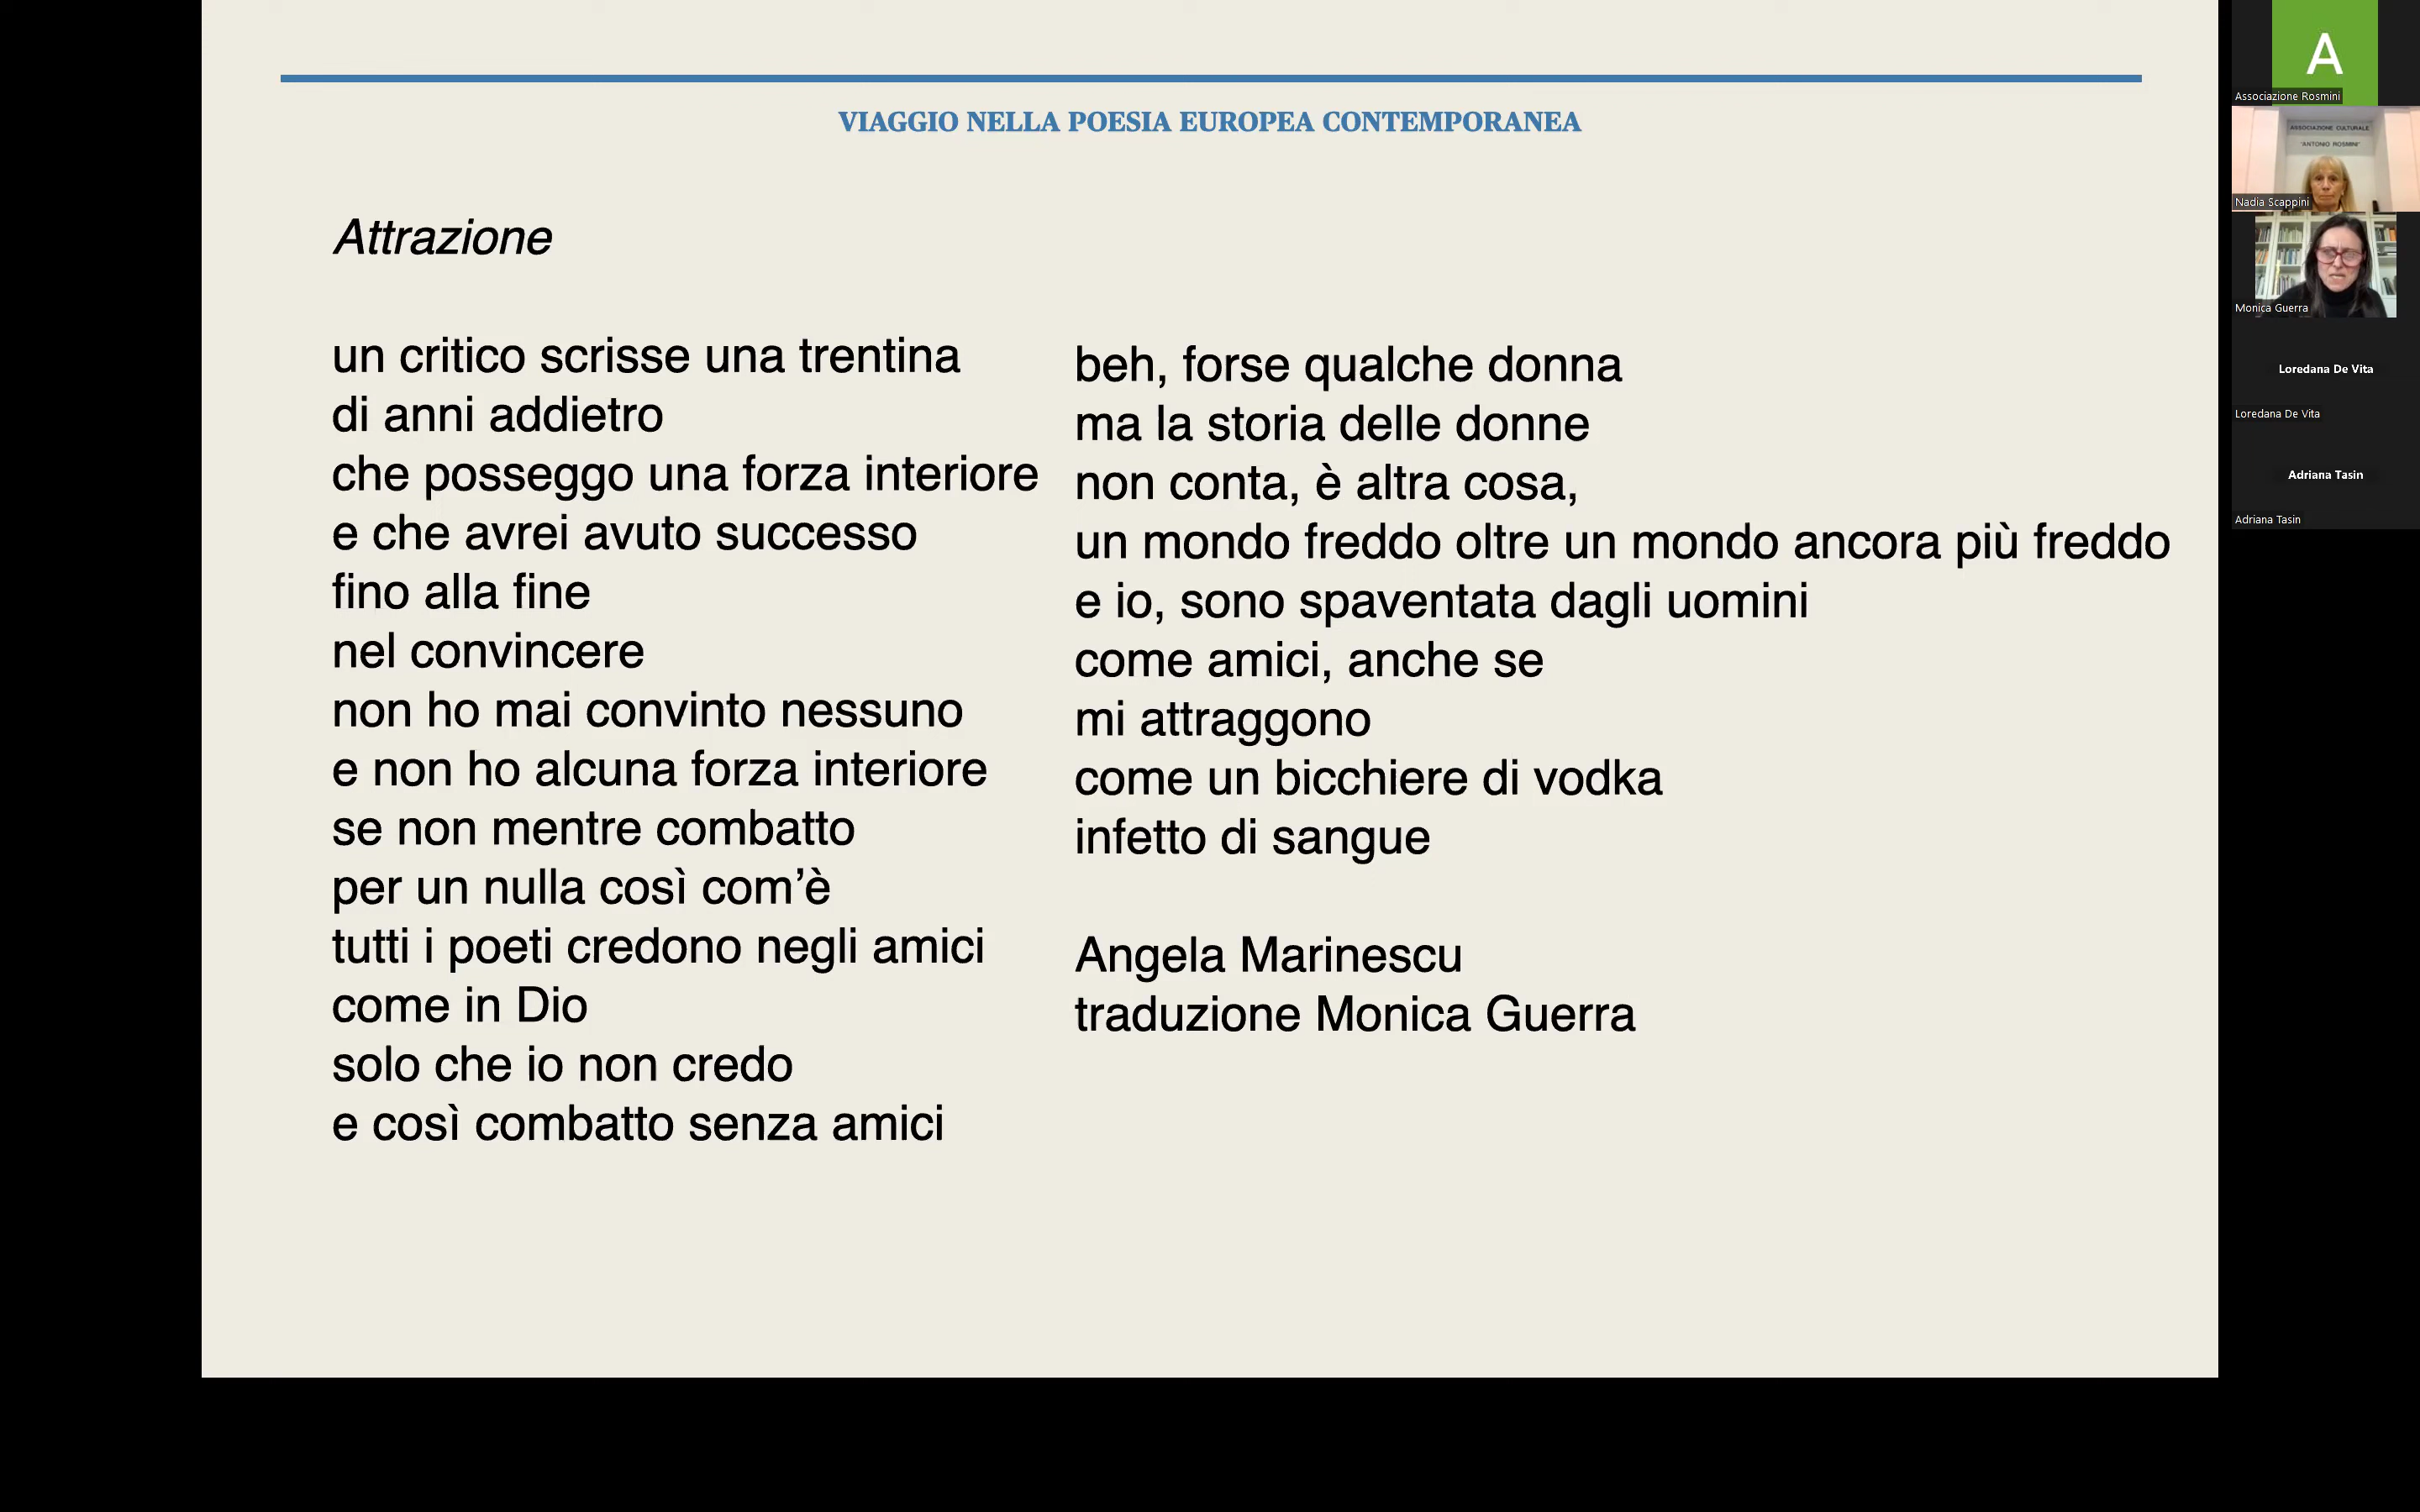 VIAGGIO NELLA POESIA EUROPEA CONTEMPORANEA
Attrazione
un critico scrisse una trentina
di anni addietro
che posseggo una forza interiore
e che avrei avuto successo
fino alla fine
nel convincere
non ho mai convinto nessuno
e non ho alcuna forza interiore
se non mentre combatto
per un nulla così com’è
tutti i poeti credono negli amici
come in Dio
solo che io non credo
e così combatto senza amici
beh, forse qualche donna
ma la storia delle donne
non conta, è altra cosa,
un mondo freddo oltre un mondo ancora più freddo
e io, sono spaventata dagli uomini
come amici, anche se
mi attraggono
come un bicchiere di vodka
infetto di sangue
Angela Marinescu
traduzione Monica Guerra
A
Associazione Rosmini
ASSOCIAZIONE CULTURALE
"ANTONIO ROSMINI"
Nadia Scappini
Monica Guerra
Loredana De Vita
Loredana De Vita
Adriana Tasin
Adriana Tasin